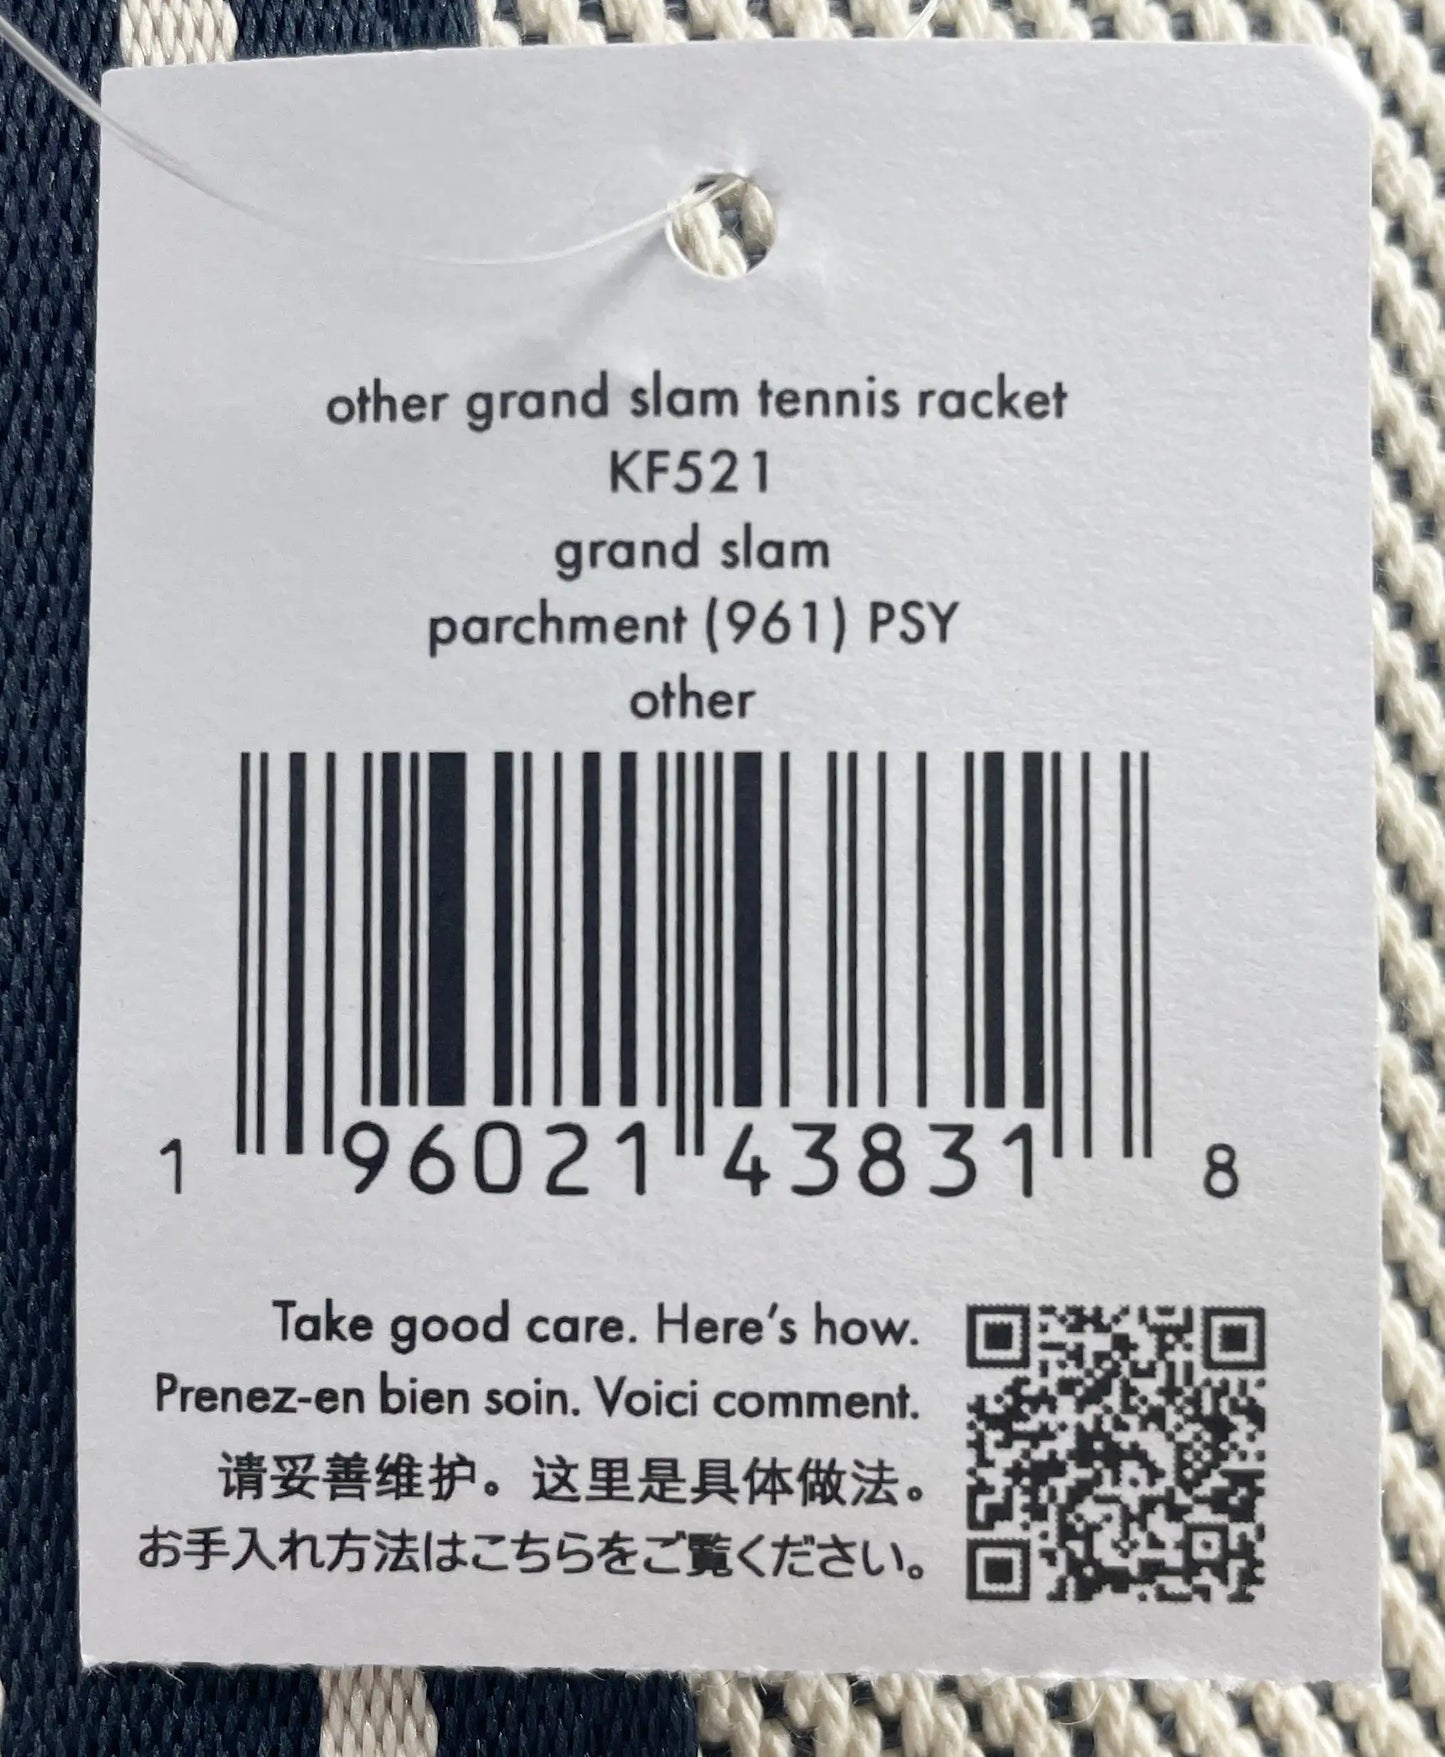 other grand slam tennis racket
KF521
grand slam
parchment (961) PSY
other
1 96021 43831 8
Take good care. Here's how.
Prenez-en bien soin. Voici comment.
请妥善维护。这里是具体做法。
お手入れ方法はこちらをご覧ください。